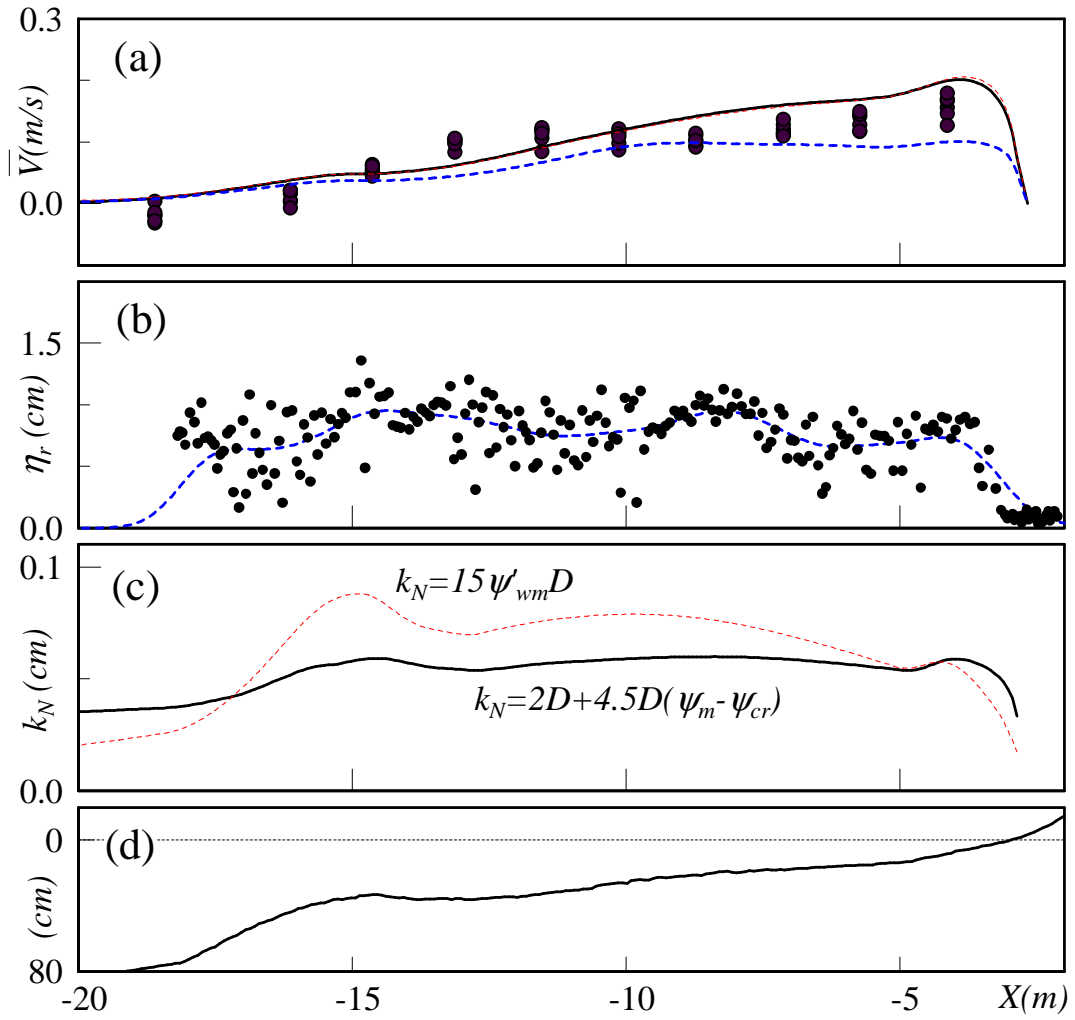 0.3
(a)
V̅(m/s)
0.0
(b)
1.5
η_r (cm)
0.0
0.1
(c)
k_N=15ψ'_wmD
k_N (cm)
k_N=2D+4.5D(ψ_m-ψ_cr)
0.0
0
(d)
(cm)
80
-20 -15 -10 -5 X(m)